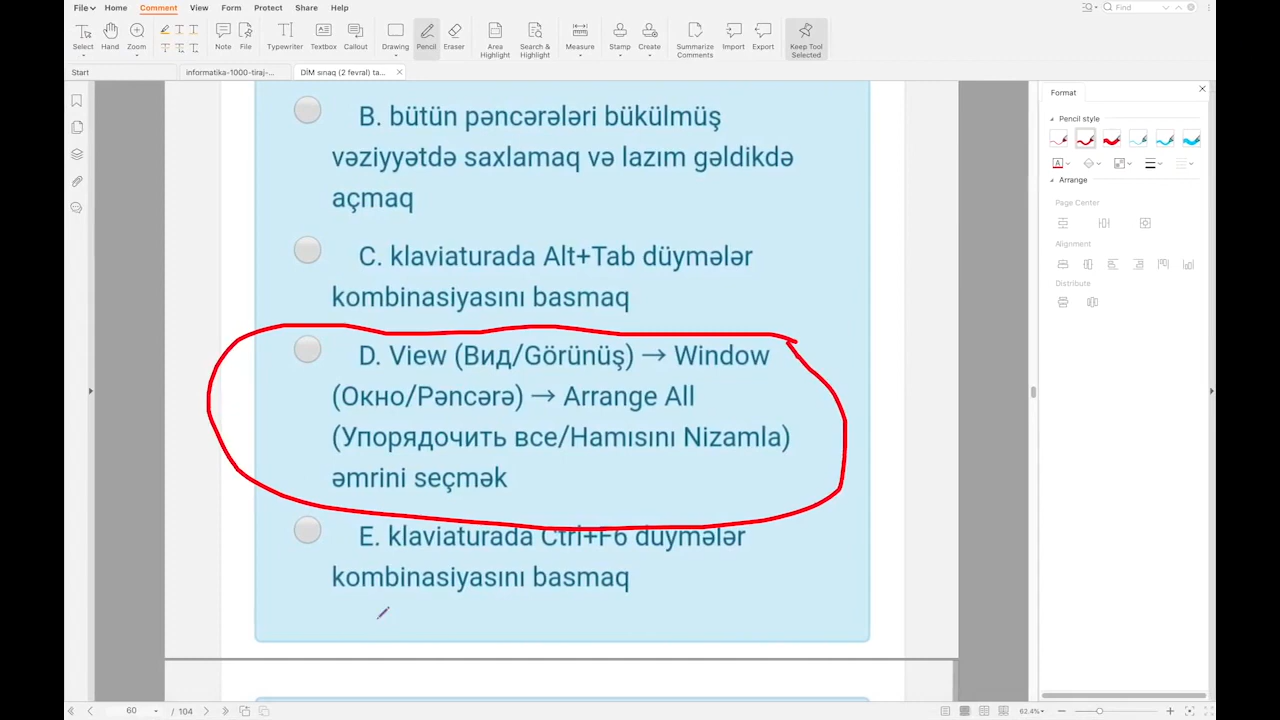 File Home Comment View Form Protect Share Help Find
Select Hand Zoom Note File Typewriter Textbox Callout Drawing Pencil Eraser Area Highlight Search & Highlight Measure Stamp Create Summarize Comments Import Export Keep Tool Selected
Start informatika-1000-tiraj-... DİM sınaq (2 fevral) ta...
Format
Pencil style
Arrange
Page Center
Alignment
Distribute
B. bütün pəncərələri bükülmüş
vəziyyətdə saxlamaq və lazım gəldikdə
açmaq
C. klaviaturada Alt+Tab düymələr
kombinasiyasını basmaq
D. View (Вид/Görünüş) → Window
(Окно/Pəncərə) → Arrange All
(Упорядочить все/Hamısını Nizamla)
əmrini seçmək
E. klaviaturada Ctrl+F6 düymələr
kombinasiyasını basmaq
60 / 104 62.4%